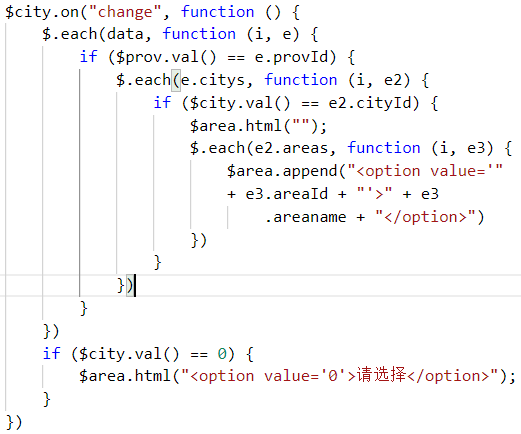 $city.on("change", function () {
    $.each(data, function (i, e) {
        if ($prov.val() == e.provId) {
            $.each(e.citys, function (i, e2) {
                if ($city.val() == e2.cityId) {
                    $area.html("");
                    $.each(e2.areas, function (i, e3) {
                        $area.append("<option value='"
                        + e3.areaId + "'>" + e3
                            .areaname + "</option>")
                    })
                }
            })
        }
    })
    if ($city.val() == 0) {
        $area.html("<option value='0'>请选择</option>");
    }
})